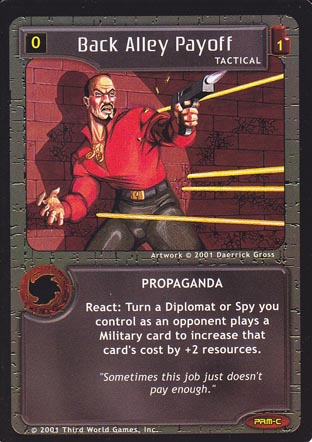 0
Back Alley Payoff
1
TACTICAL
Artwork © 2001 Daerrick Gross
PROPAGANDA
React: Turn a Diplomat or Spy you
control as an opponent plays a
Military card to increase that
card's cost by +2 resources.
"Sometimes this job just doesn't
pay enough."
© 2001 Third World Games, Inc.
PRM-C